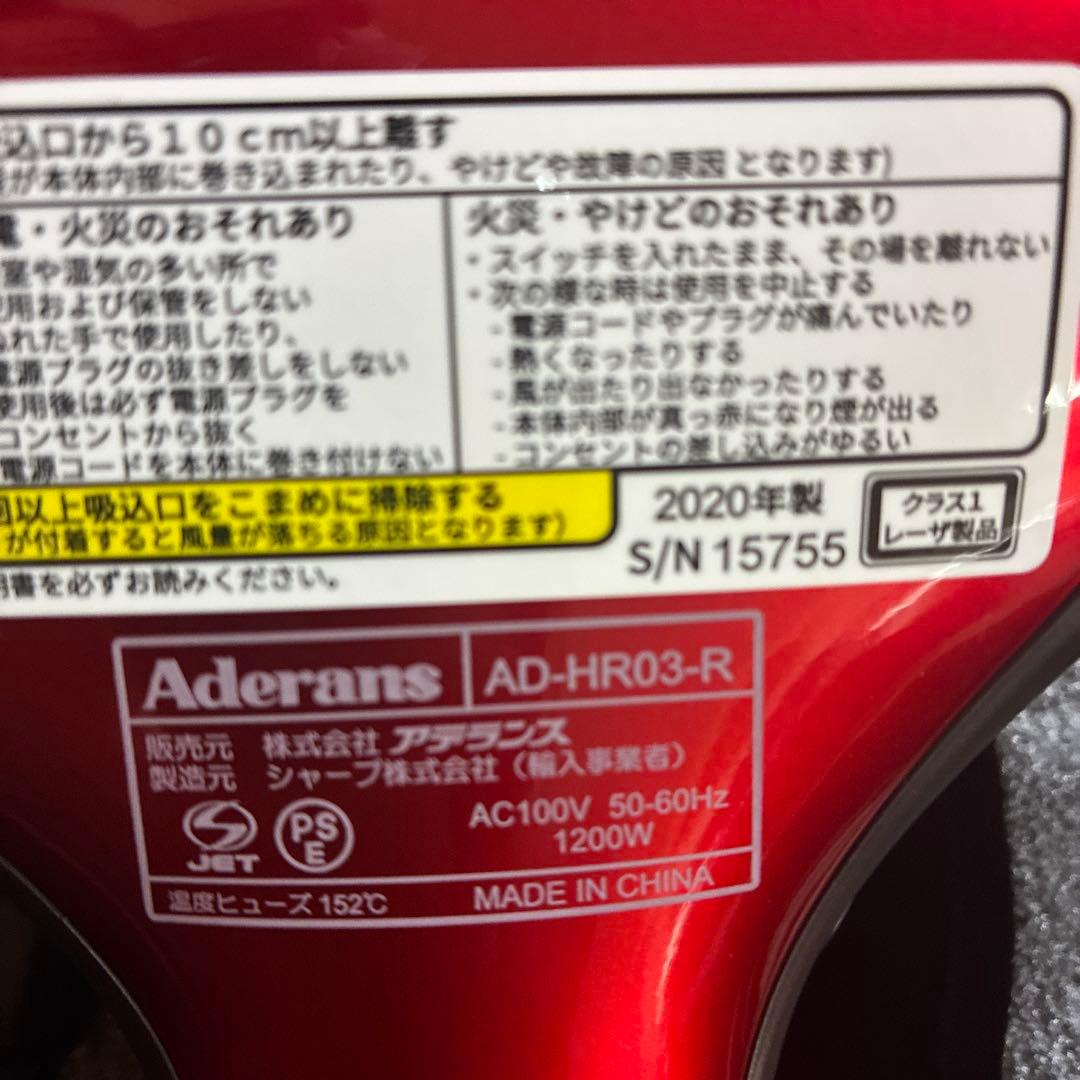 込口から１０ｃｍ以上離す
が本体内部に巻き込まれたり、やけどや故障の原因となります)
電・火災のおそれあり
室や湿気の多い所で
使用および保管をしない
ぬれた手で使用したり、
電源プラグの抜き差しをしない
使用後は必ず電源プラグを
コンセントから抜く
電源コードを本体に巻き付けない
火災・やけどのおそれあり
・スイッチを入れたまま、その場を離れない
・次の様な時は使用を中止する
- 電源コードやプラグが痛んでいたり
- 熱くなったりする
- 風が出たり出なかったりする
- 本体内部が真っ赤になり煙が出る
- コンセントの差し込みがゆるい
回以上吸込口をこまめに掃除する
が付着すると風量が落ちる原因となります)
明書を必ずお読みください。
2020年製
S/N 15755
クラス1
レーザ製品
Aderans
AD-HR03-R
販売元 株式会社 アデランス
製造元 シャープ株式会社（輸入事業者）
JET
PS
E
AC100V 50-60Hz
1200W
温度ヒューズ 152℃
MADE IN CHINA